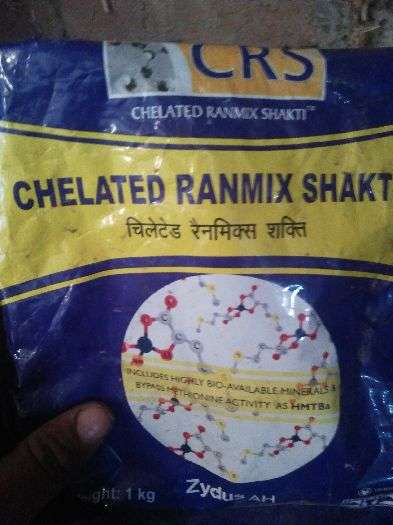 CRS
CHELATED RANMIX SHAKTI™
CHELATED RANMIX SHAKT
चिलेटेड रैनमिक्स शक्ति
INCLUDES HIGHLY BIO-AVAILABLE MINERALS &
BYPASS METHIONINE ACTIVITY AS HMTBa
ght: 1 kg
Zydus AH